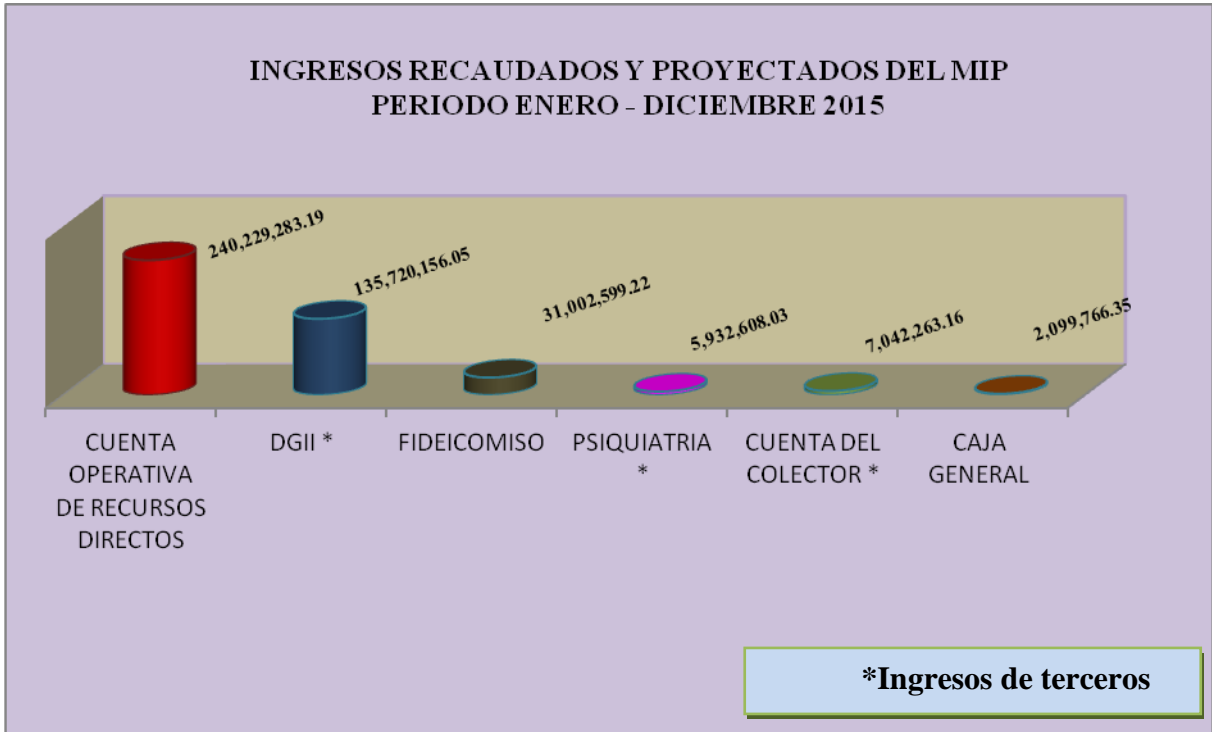 INGRESOS RECAUDADOS Y PROYECTADOS DEL MIP
PERIODO ENERO - DICIEMBRE 2015
240,229,283.19
135,720,156.05
31,002,599.22
5,932,608.03
7,042,263.16
2,099,766.35
CUENTA
OPERATIVA
DE RECURSOS
DIRECTOS
DGII *
FIDEICOMISO
PSIQUIATRIA
*
CUENTA DEL
COLECTOR *
CAJA
GENERAL
*Ingresos de terceros